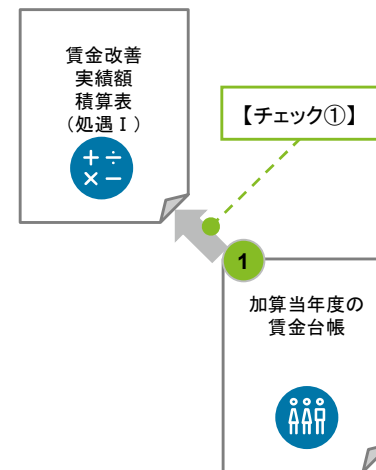 賃金改善
実績額
積算表
（処遇Ⅰ）
【チェック①】
1
加算当年度の
賃金台帳